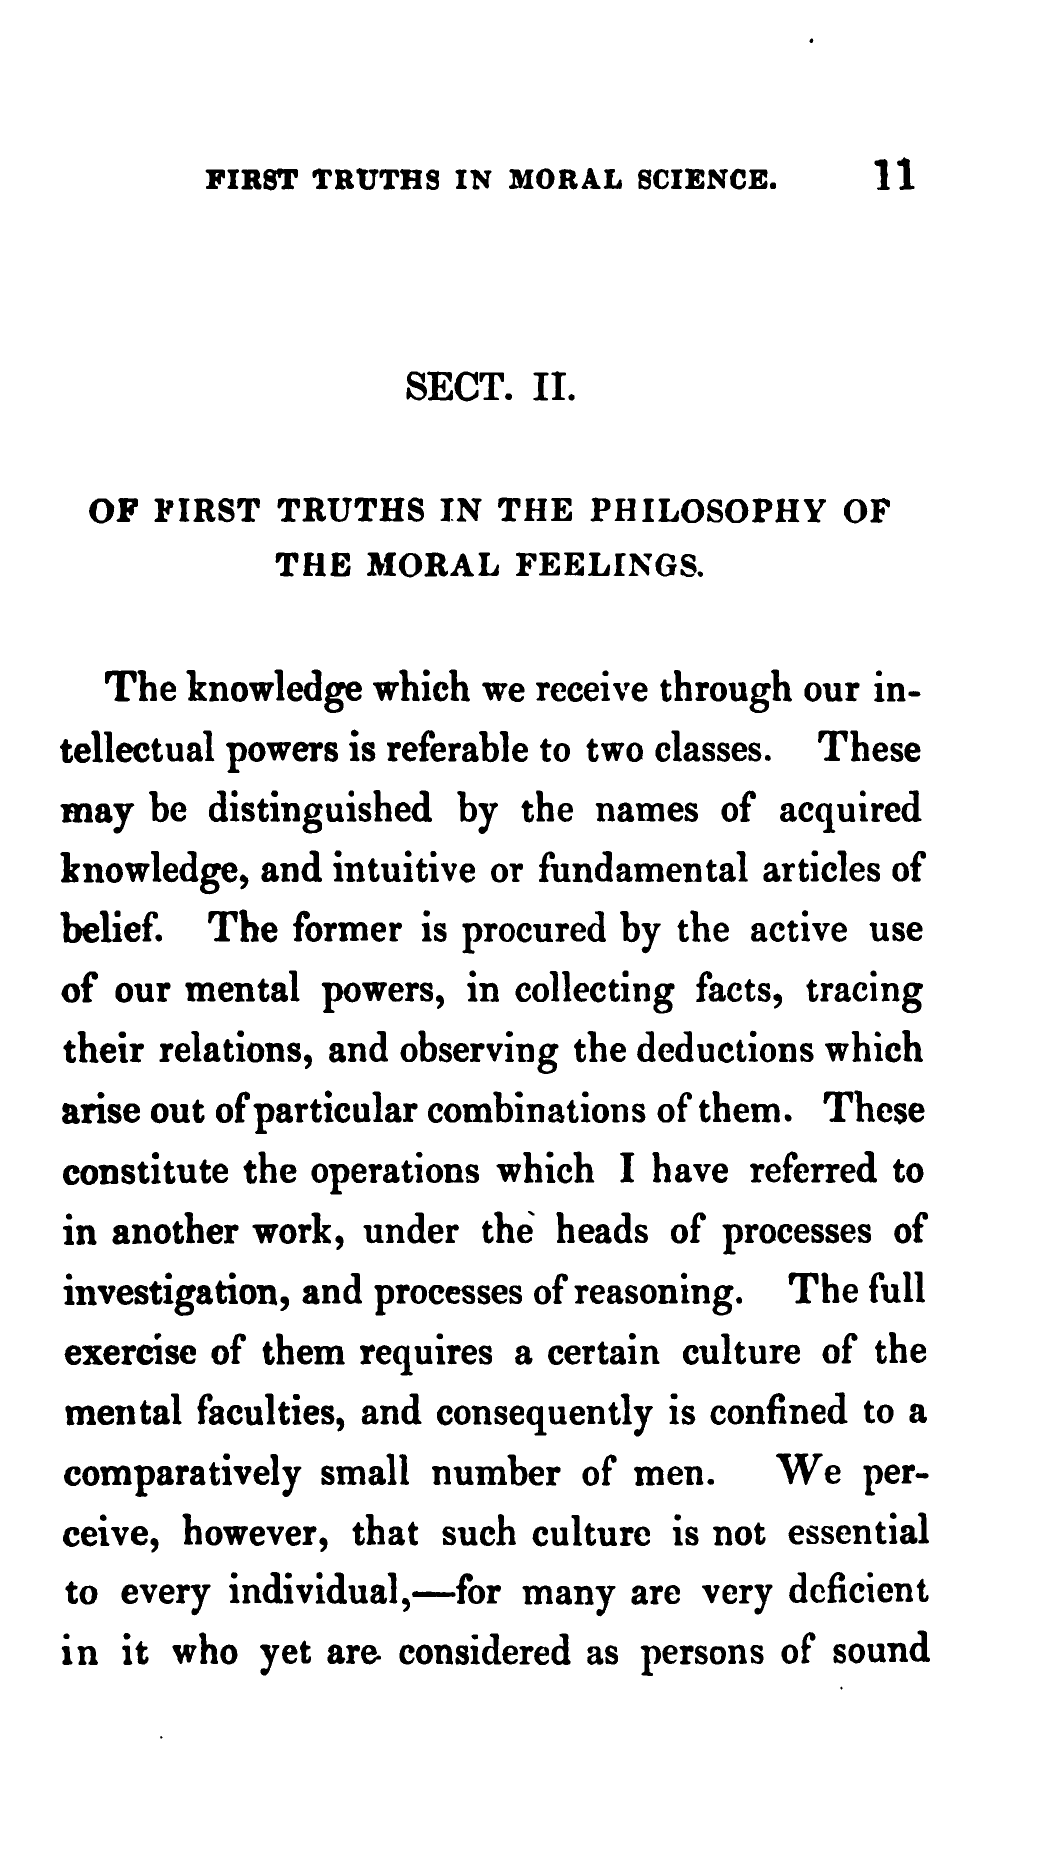 FIRST TRUTHS IN MORAL SCIENCE. 11
SECT. II.
OF FIRST TRUTHS IN THE PHILOSOPHY OF
THE MORAL FEELINGS.
The knowledge which we receive through our in-
tellectual powers is referable to two classes. These
may be distinguished by the names of acquired
knowledge, and intuitive or fundamental articles of
belief. The former is procured by the active use
of our mental powers, in collecting facts, tracing
their relations, and observing the deductions which
arise out of particular combinations of them. These
constitute the operations which I have referred to
in another work, under the heads of processes of
investigation, and processes of reasoning. The full
exercise of them requires a certain culture of the
mental faculties, and consequently is confined to a
comparatively small number of men. We per-
ceive, however, that such culture is not essential
to every individual,—for many are very deficient
in it who yet are considered as persons of sound